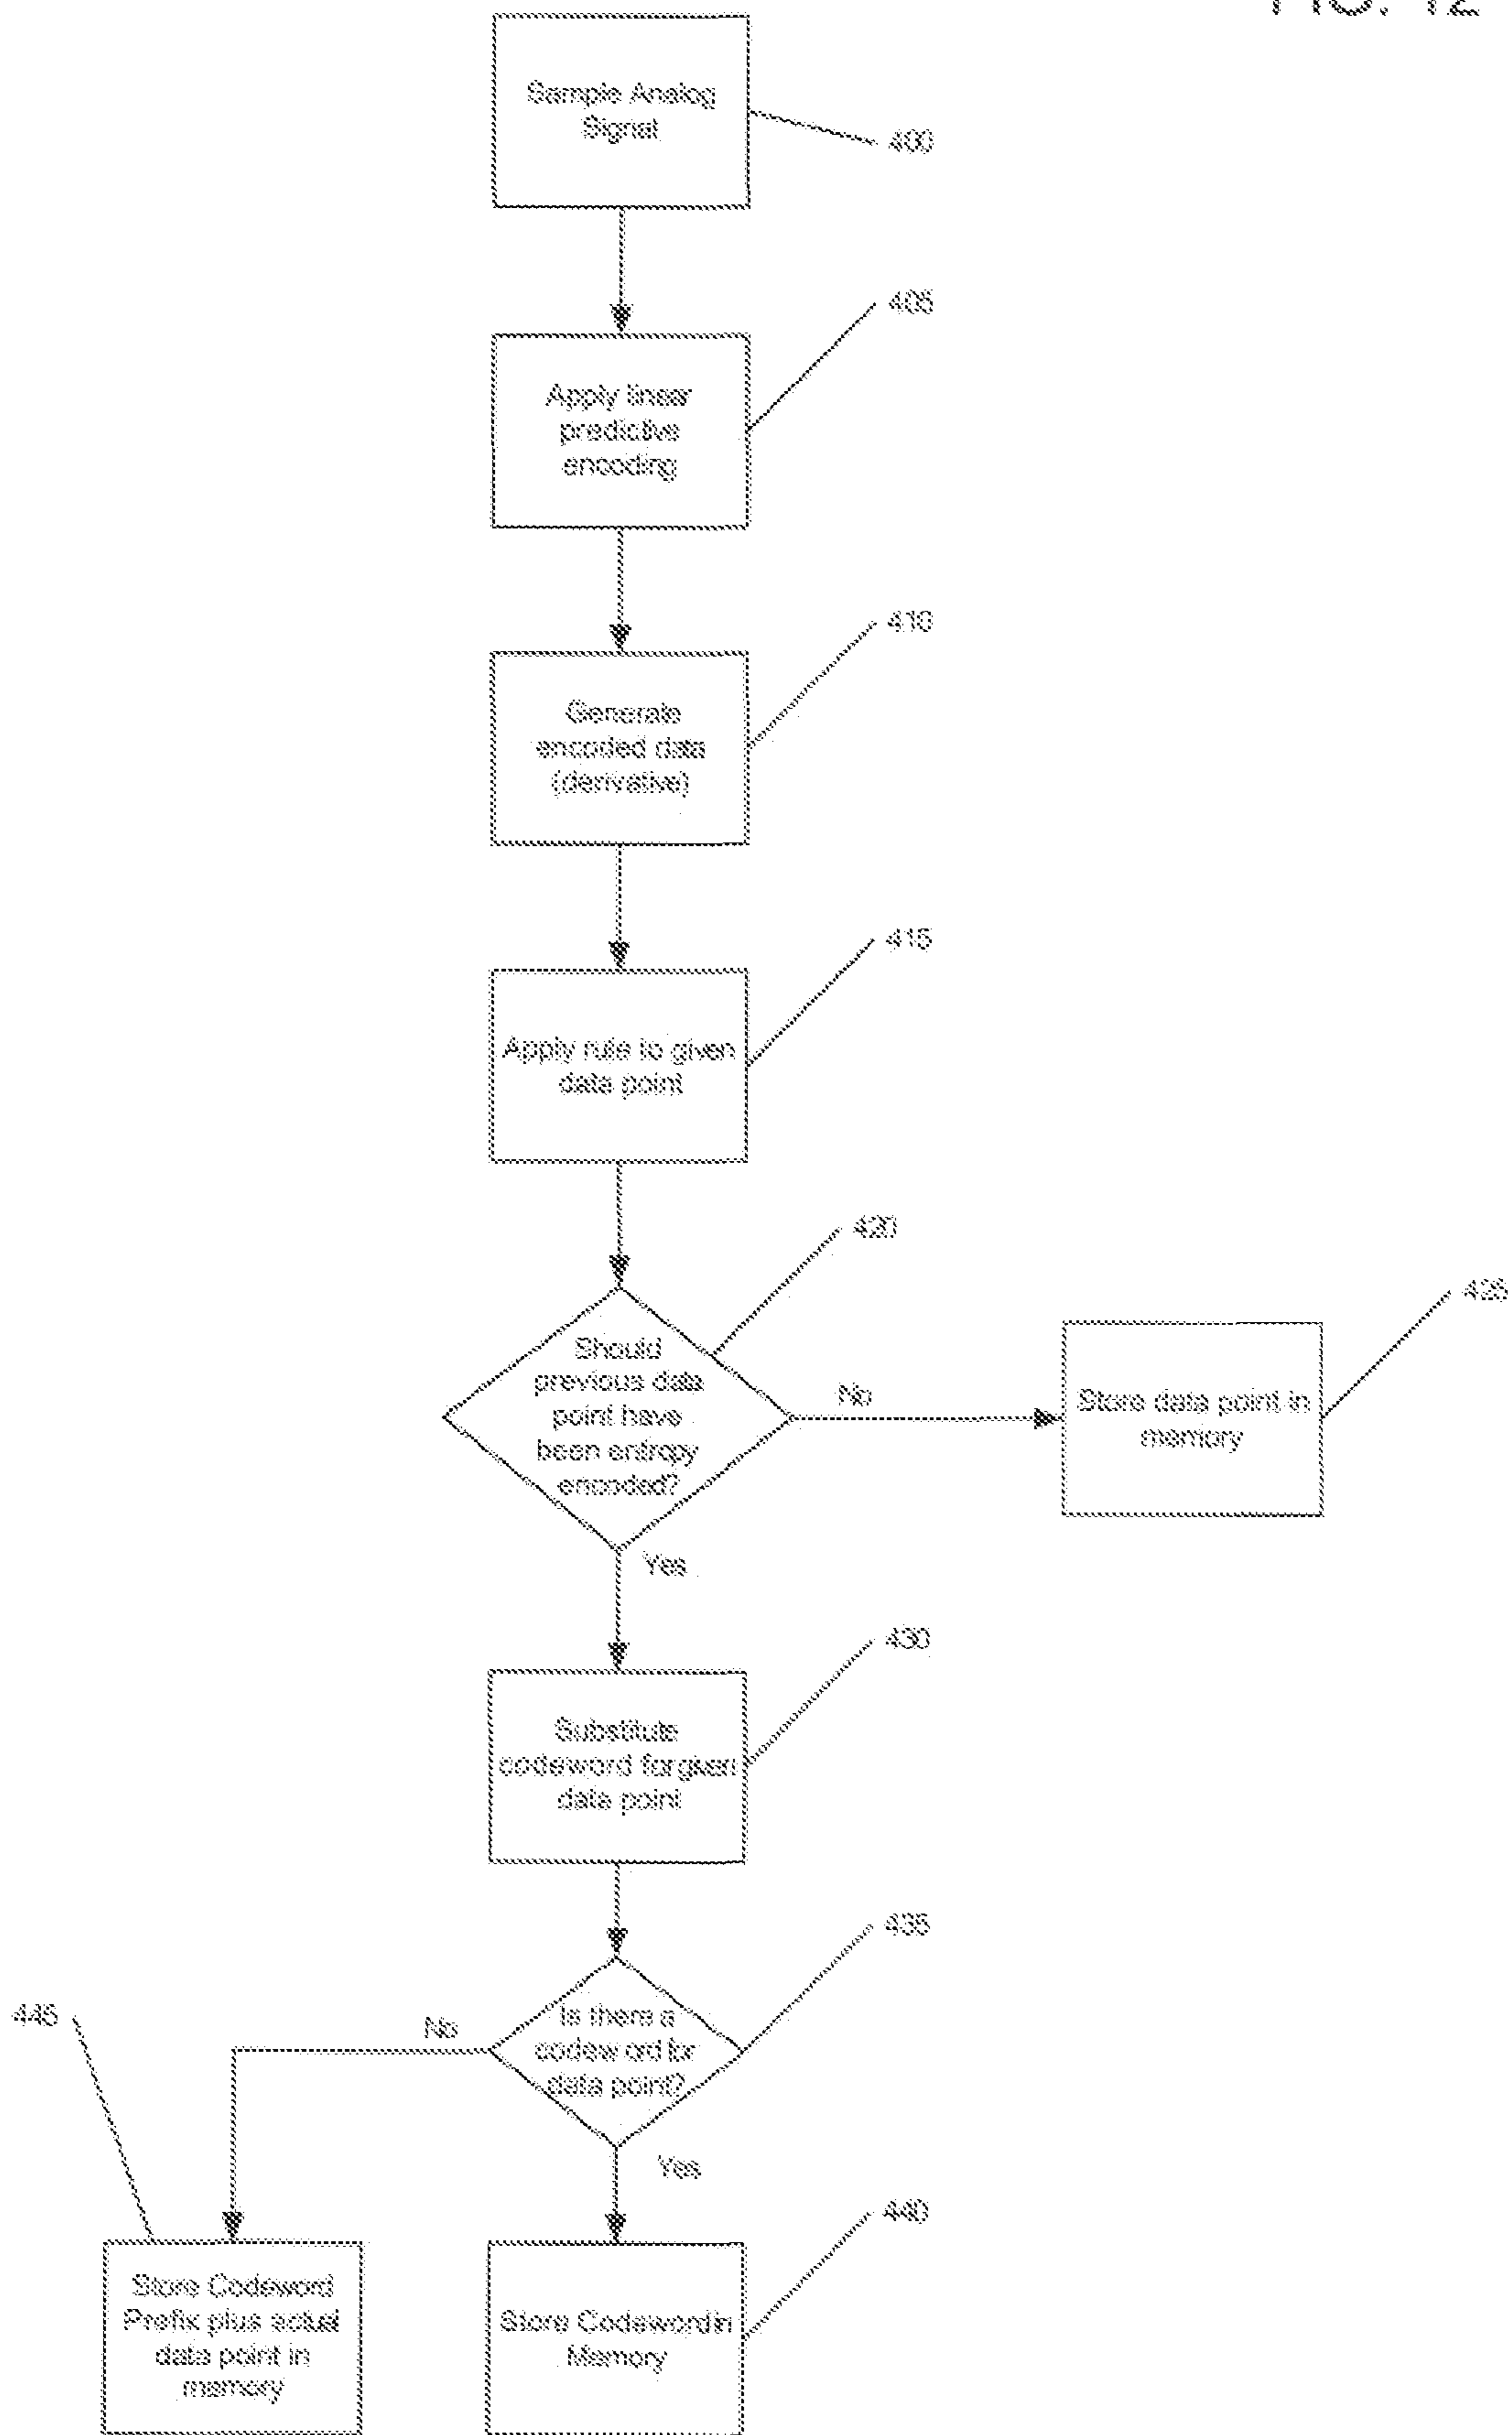 FIG. 12
Sample Analog
Signal
400
405
Apply linear
predictive
encoding
410
Generate
encoded data
(derivative)
415
Apply rule to given
data point
420
425
Should
previous data
point have
been entropy
encoded?
No
Store data point in
memory
Yes
430
Substitute
codeword for given
data point
435
445
No
Is there a
codeword for
data point?
Yes
440
Store Codeword
Prefix plus actual
data point in
memory
Store Codeword in
Memory